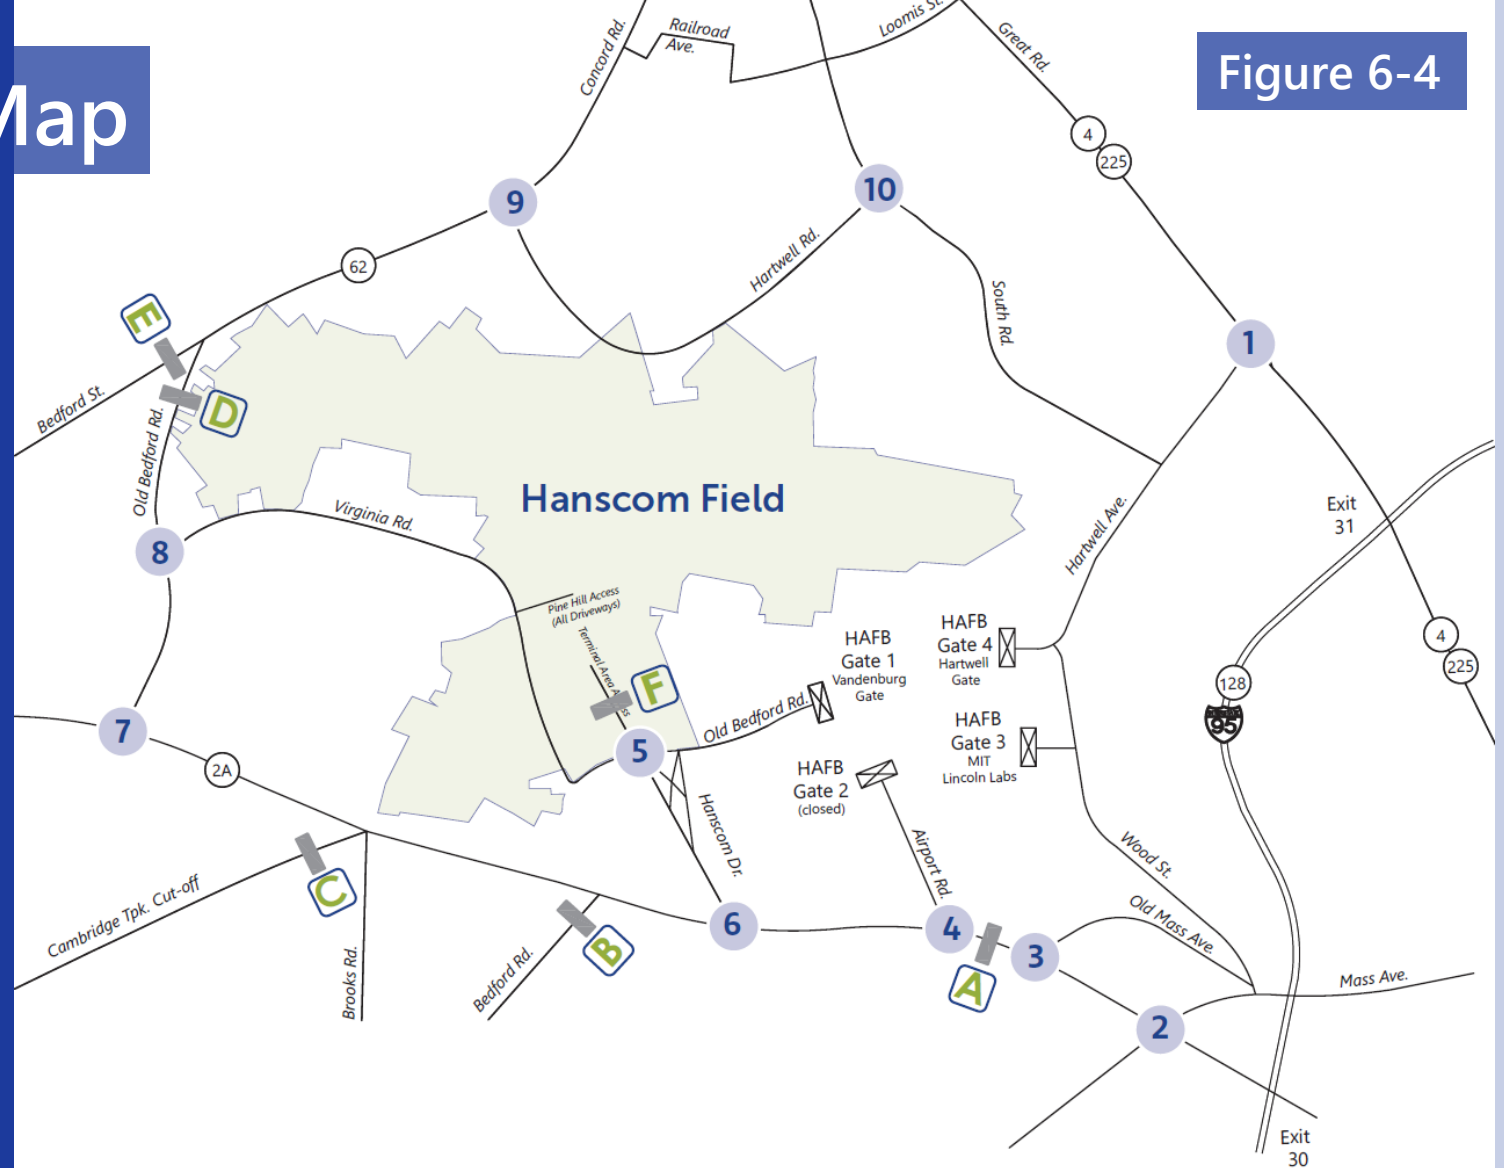 Map
Figure 6-4
Concord Rd.
Railroad
Ave.
Loomis St.
Great Rd.
4
225
9
10
62
Hartwell Rd.
South Rd.
1
E
D
Bedford St.
Old Bedford Rd.
Hanscom Field
Virginia Rd.
Hartwell Ave.
Exit
31
8
Pine Hill Access
(All Driveways)
Terminal Area
F
HAFB
Gate 1
Vandenburg
Gate
HAFB
Gate 4
Hartwell
Gate
4
225
128
95
7
2A
5
Old Bedford Rd.
HAFB
Gate 3
MIT
Lincoln Labs
HAFB
Gate 2
(closed)
Hanscom Dr.
Airport Rd.
Wood St.
C
Cambridge Tpk. Cut-off
Brooks Rd.
Bedford Rd.
B
6
4
A
3
Old Mass Ave.
Mass Ave.
2
Exit
30